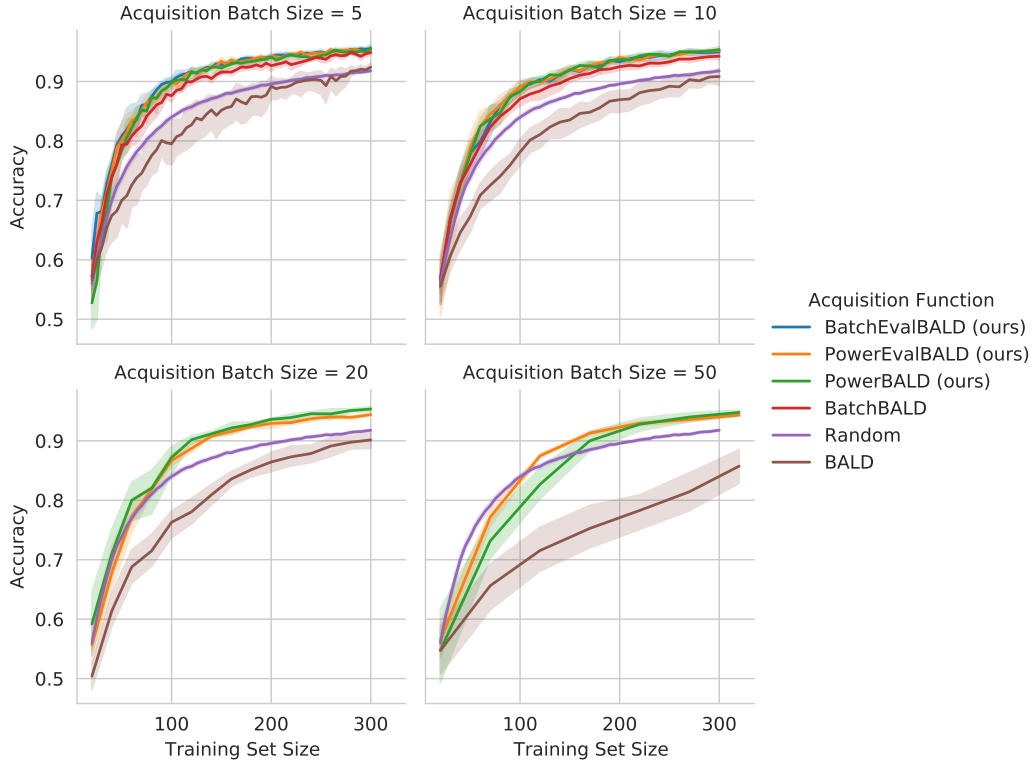 Acquisition Batch Size = 5
Acquisition Batch Size = 10
0.9
0.8
0.7
0.6
0.5
Accuracy
Acquisition Batch Size = 20
Acquisition Batch Size = 50
0.9
0.8
0.7
0.6
0.5
Accuracy
100 200 300
100 200 300
Training Set Size
Training Set Size
Acquisition Function
BatchEvalBALD (ours)
PowerEvalBALD (ours)
PowerBALD (ours)
BatchBALD
Random
BALD